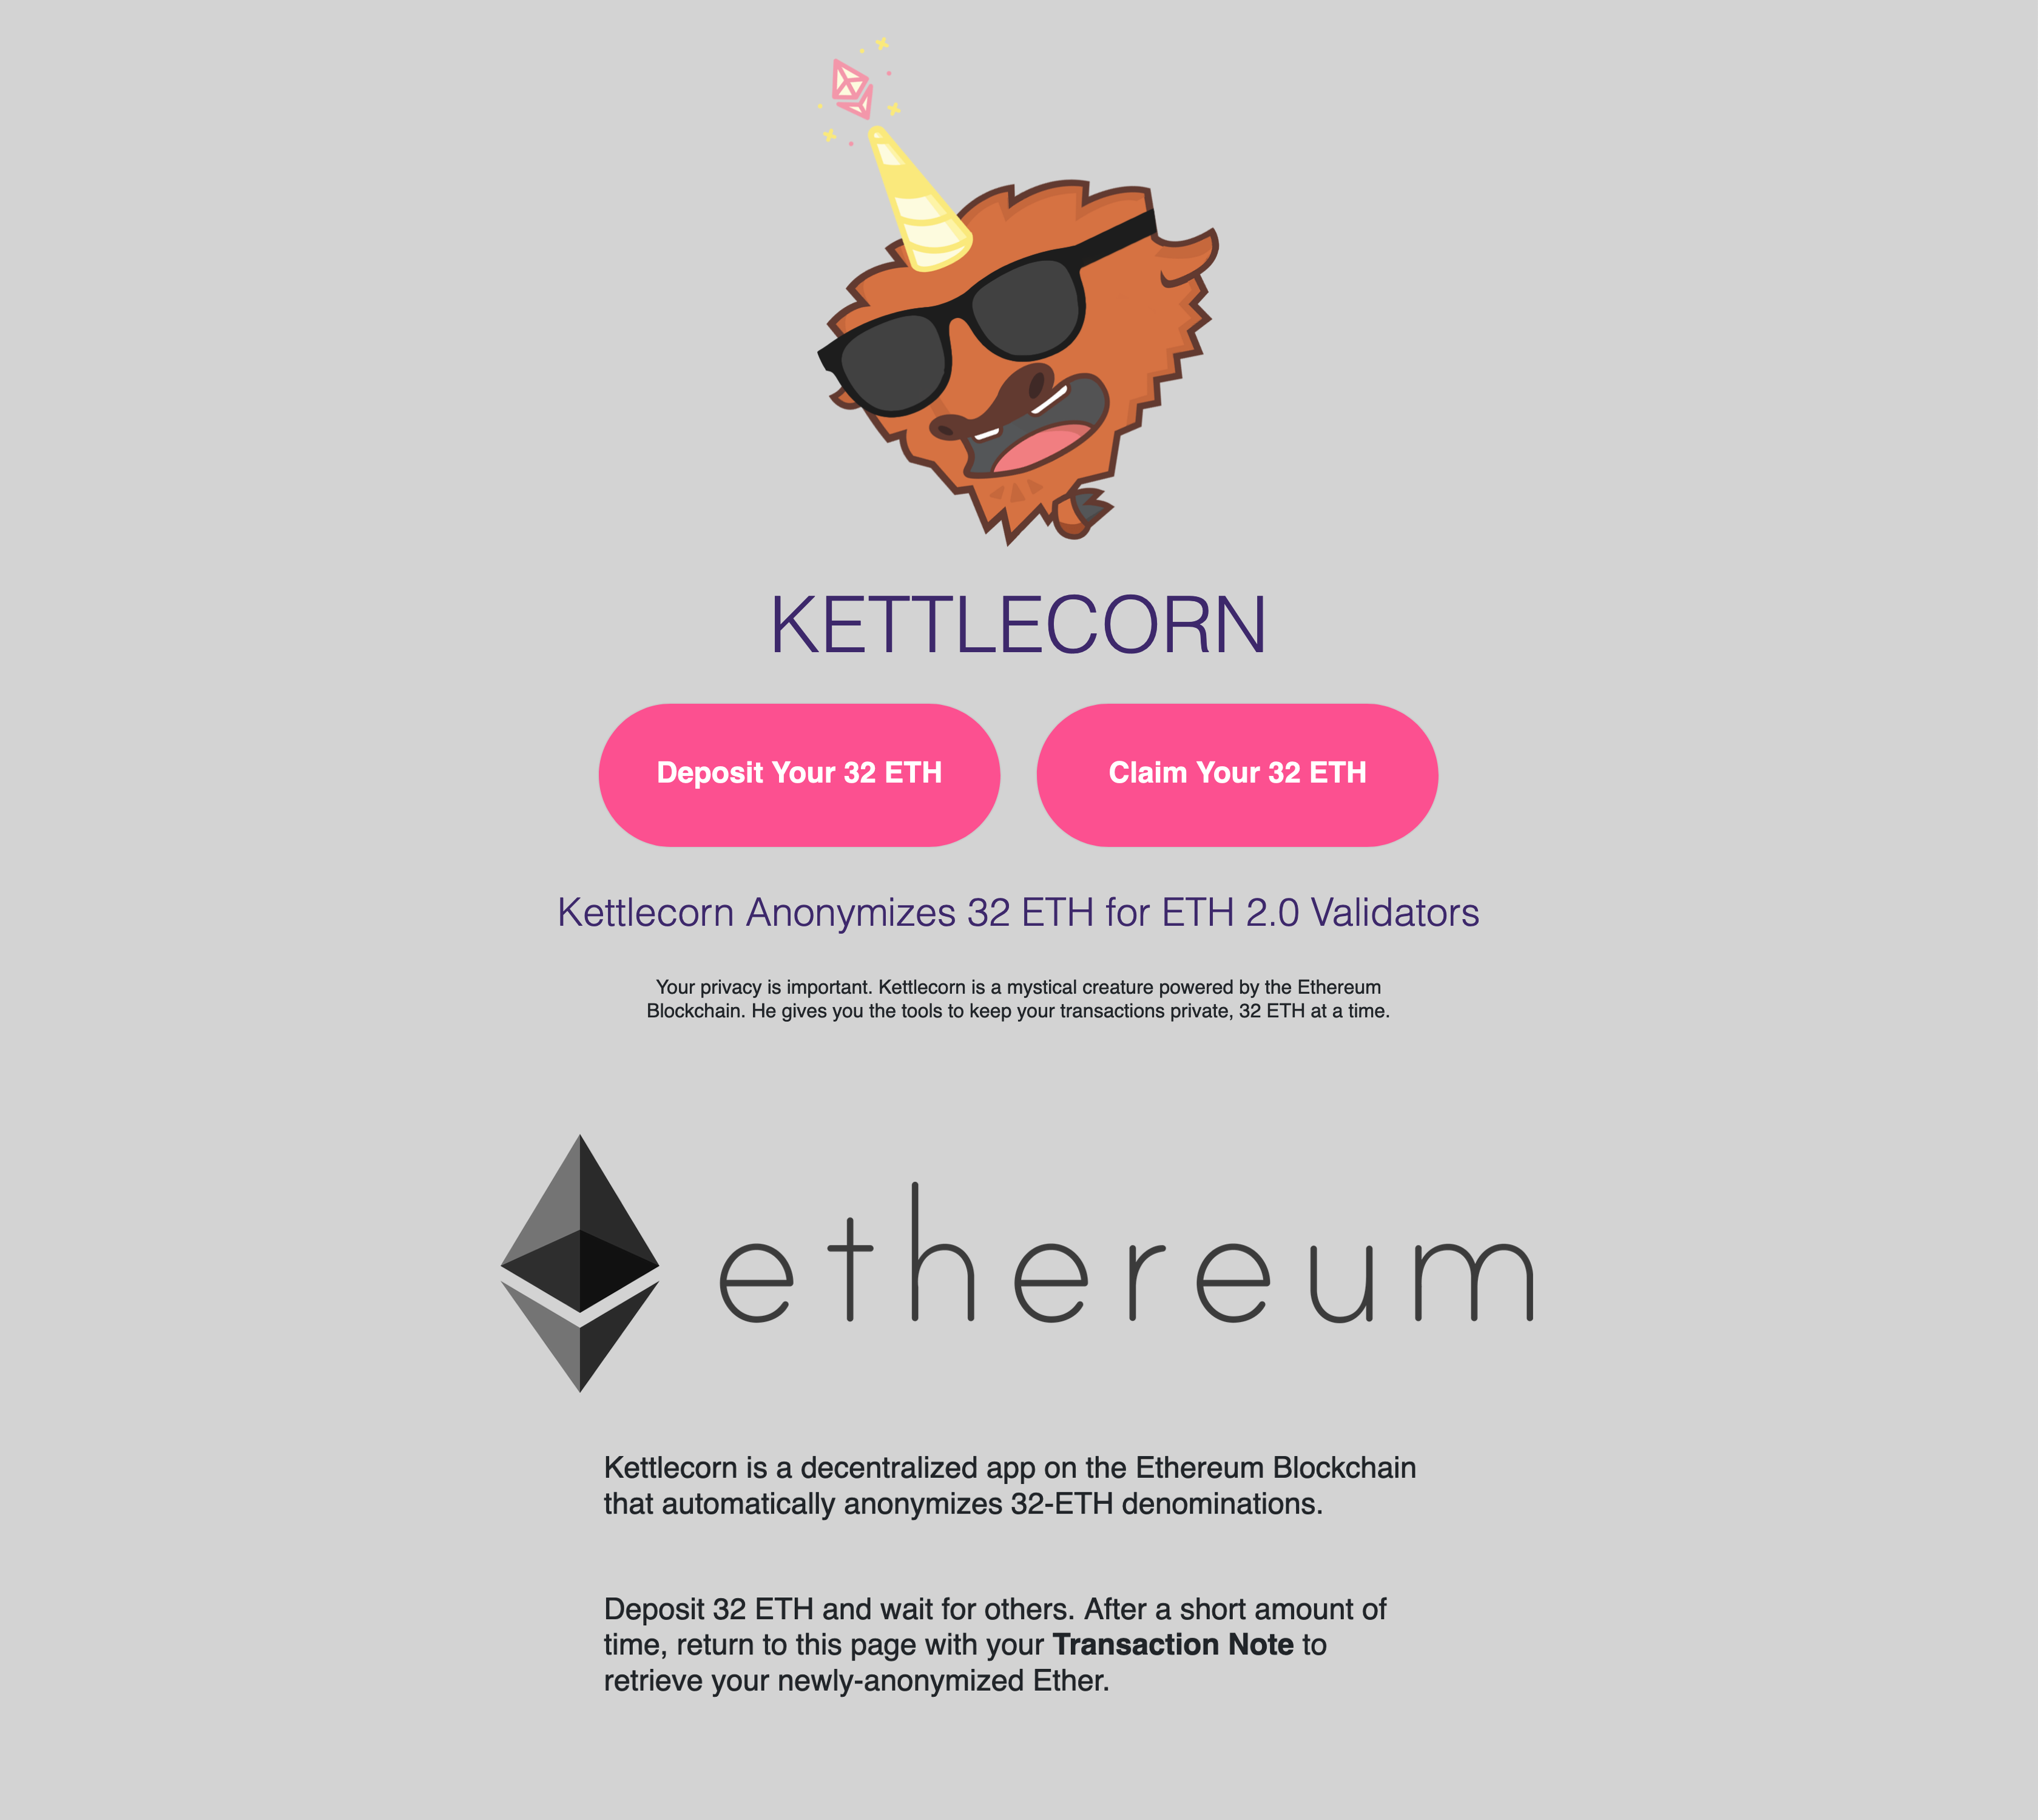 KETTLECORN
Deposit Your 32 ETH
Claim Your 32 ETH
Kettlecorn Anonymizes 32 ETH for ETH 2.0 Validators
Your privacy is important. Kettlecorn is a mystical creature powered by the Ethereum
Blockchain. He gives you the tools to keep your transactions private, 32 ETH at a time.
ethereum
Kettlecorn is a decentralized app on the Ethereum Blockchain
that automatically anonymizes 32-ETH denominations.
Deposit 32 ETH and wait for others. After a short amount of
time, return to this page with your Transaction Note to
retrieve your newly-anonymized Ether.